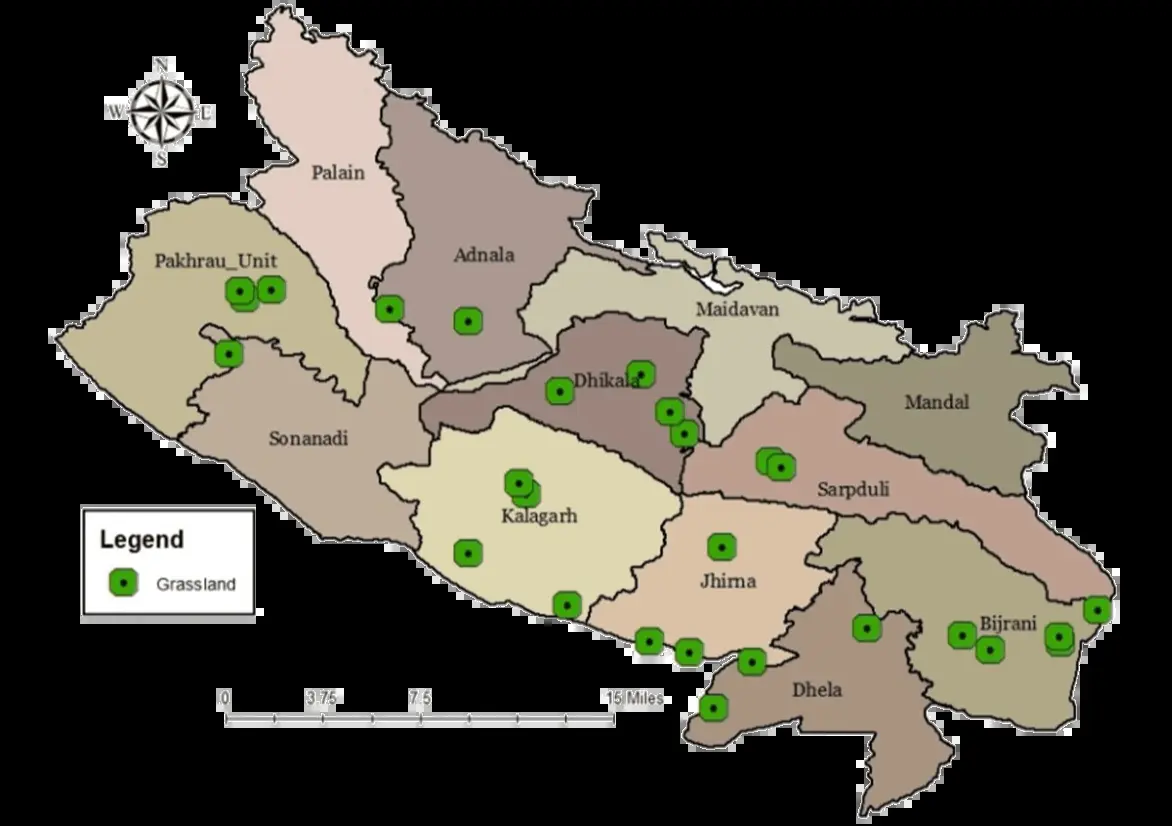 N
W E
S
Palain
Adnala
Pakhrau_Unit
Maidavan
Dhikala
Mandal
Sonanadi
Sarpduli
Kalagarh
Legend
Grassland
Jhirna
Bijrani
Dhela
0 3.75 7.5 15 Miles